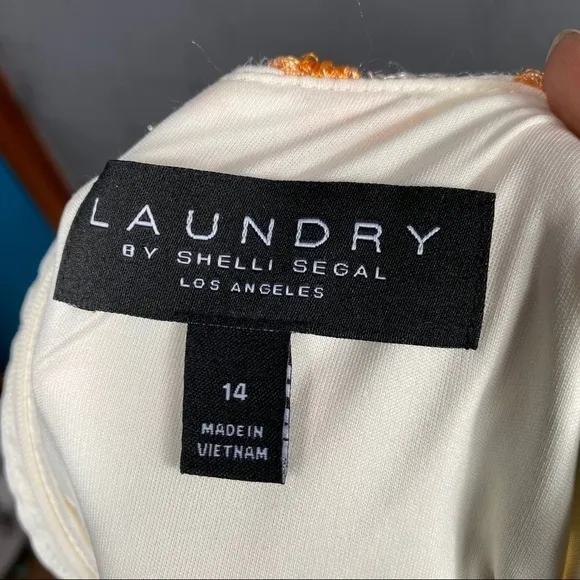 LAUNDRY
BY SHELLI SEGAL
LOS ANGELES
14
MADE IN
VIETNAM